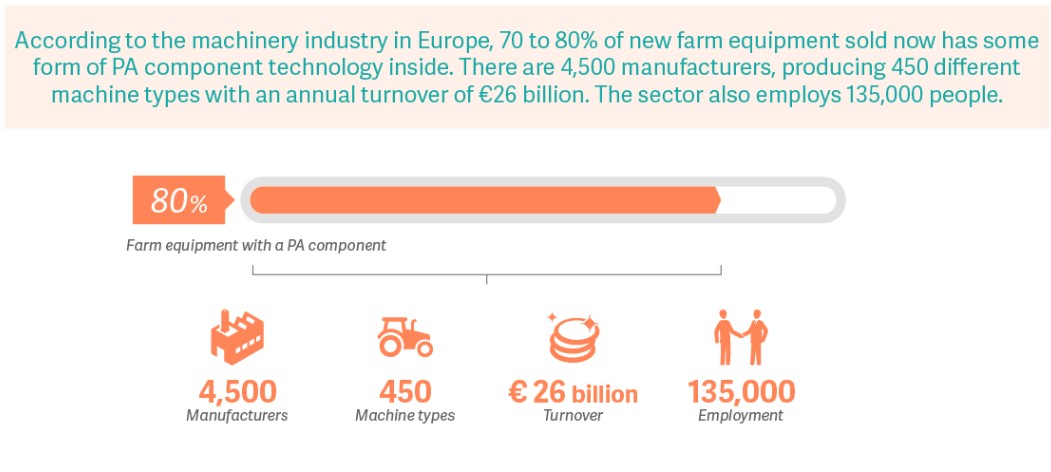 According to the machinery industry in Europe, 70 to 80% of new farm equipment sold now has some
form of PA component technology inside. There are 4,500 manufacturers, producing 450 different
machine types with an annual turnover of €26 billion. The sector also employs 135,000 people.
80%
Farm equipment with a PA component
4,500
Manufacturers
450
Machine types
€ 26 billion
Turnover
135,000
Employment